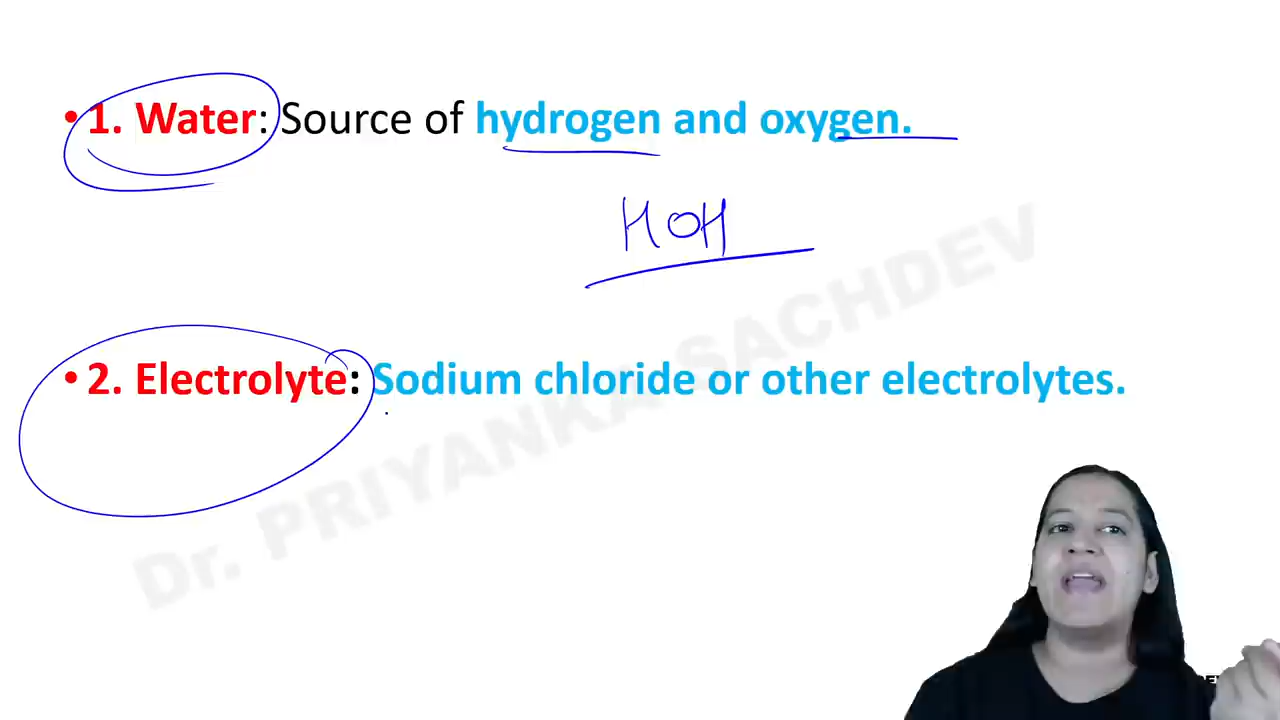 • 1. Water: Source of hydrogen and oxygen.
HOH
• 2. Electrolyte: Sodium chloride or other electrolytes.
Dr. PRIYANKA SACHDEV